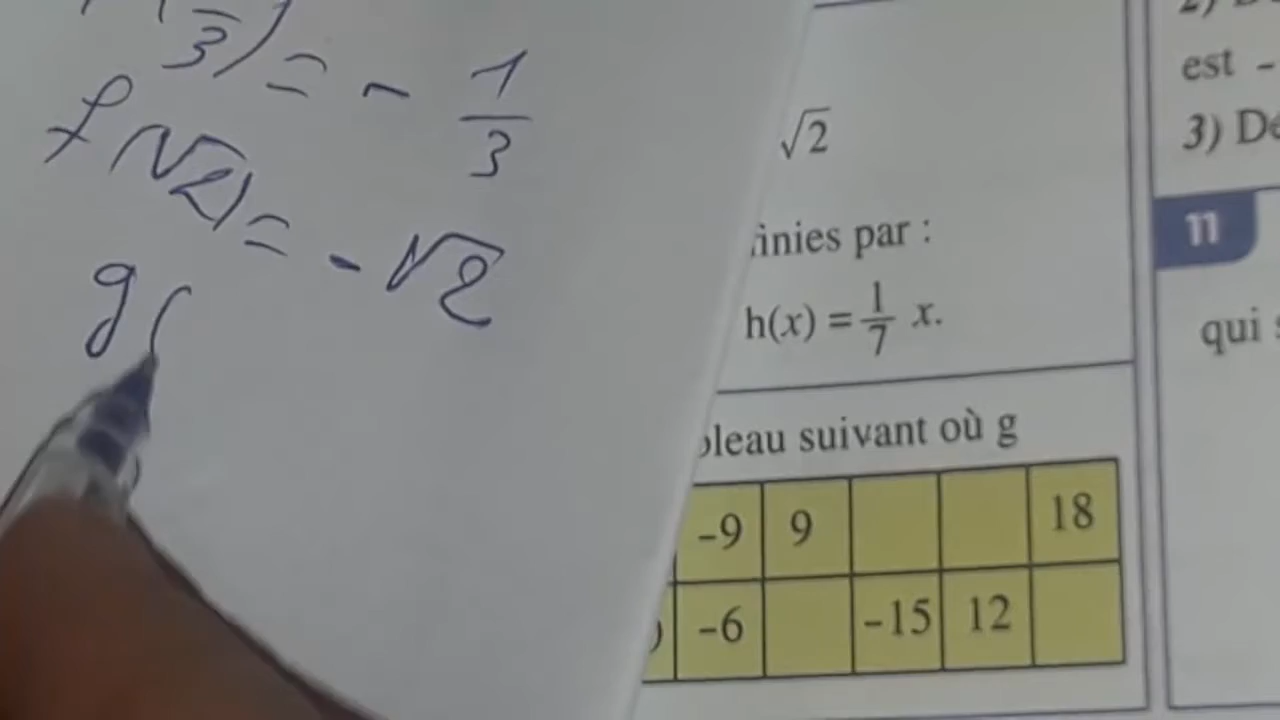 3) = - 1/3
f(√2) = -√2
g(
√2
finies par :
h(x) = 1/7 x.
bleau suivant où g
-9 9 18
) -6 -15 12
est -
3) Dé
11
qui